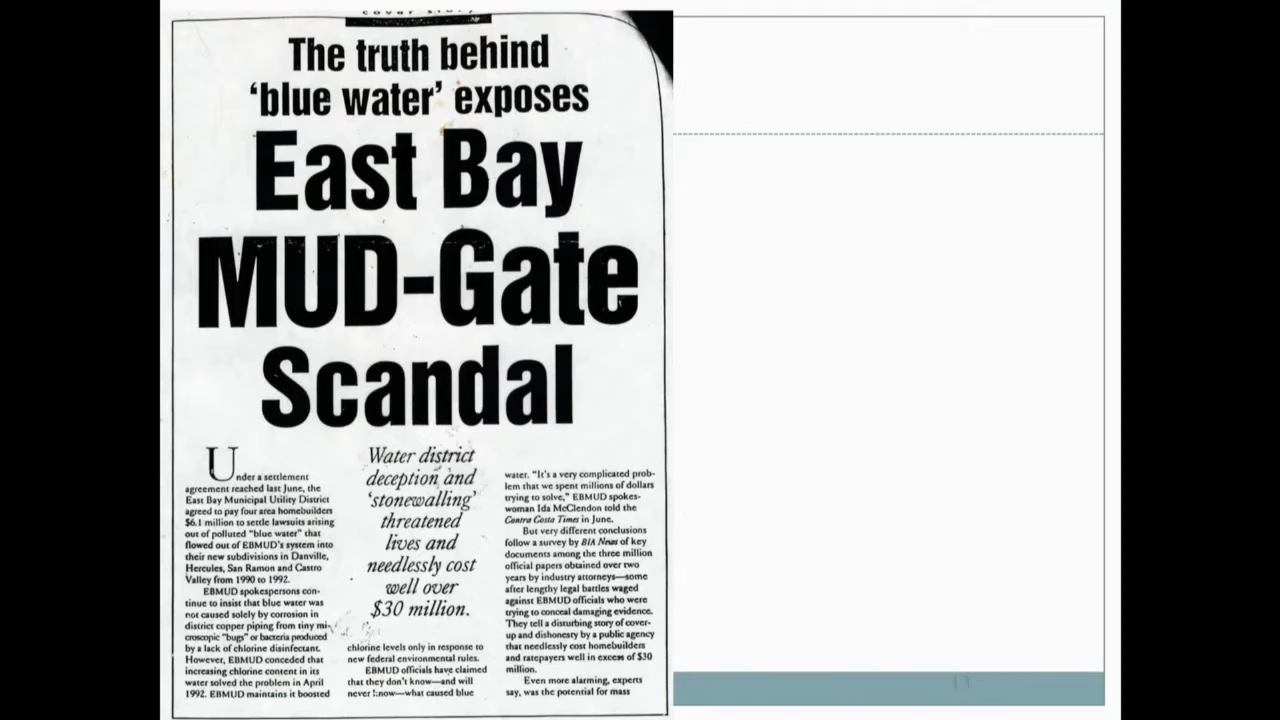 cover story
The truth behind
‘blue water’ exposes
East Bay
MUD-Gate
Scandal
Under a settlement
agreement reached last June, the
East Bay Municipal Utility District
agreed to pay four area homebuilders
$6.1 million to settle lawsuits arising
out of polluted “blue water” that
flowed out of EBMUD’s system into
their new subdivisions in Danville,
Hercules, San Ramon and Castro
Valley from 1990 to 1992.
EBMUD spokespersons con-
tinue to insist that blue water was
not caused solely by corrosion in
district copper piping from tiny mi-
croscopic “bugs” or bacteria produced
by a lack of chlorine disinfectant.
However, EBMUD conceded that
increasing chlorine content in its
water solved the problem in April
1992. EBMUD maintains it boosted
Water district
deception and
‘stonewalling’
threatened
lives and
needlessly cost
well over
$30 million.
chlorine levels only in response to
new federal environmental rules.
EBMUD officials have claimed
that they don’t know—and will
never know—what caused blue
water. “It’s a very complicated prob-
lem that we spent millions of dollars
trying to solve,” EBMUD spokes-
woman Ida McClendon told the
Contra Costa Times in June.
But very different conclusions
follow a survey by BIA News of key
documents among the three million
official papers obtained over two
years by industry attorneys—some
after lengthy legal battles waged
against EBMUD officials who were
trying to conceal damaging evidence.
They tell a disturbing story of cover-
up and dishonesty by a public agency
that needlessly cost homebuilders
and ratepayers well in excess of $30
million.
Even more alarming, experts
say, was the potential for mass